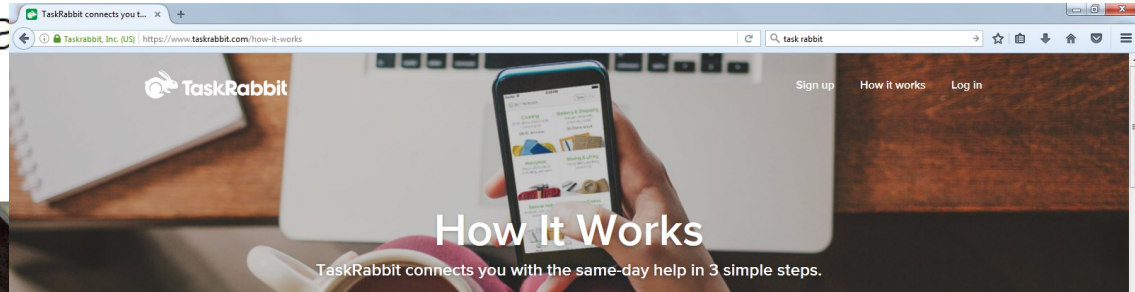 TaskRabbit connects you t...
Taskrabbit, Inc. (US) https://www.taskrabbit.com/how-it-works
task rabbit
TaskRabbit
Sign up How it works Log in
How It Works
TaskRabbit connects you with the same-day help in 3 simple steps.